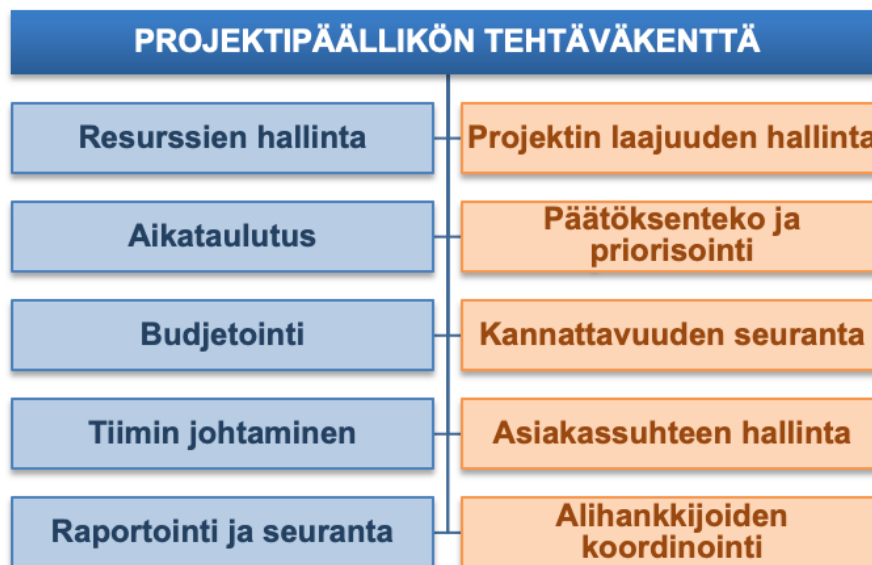 PROJEKTIPÄÄLLIKÖN TEHTÄVÄKENTTÄ
Resurssien hallinta
Projektin laajuuden hallinta
Aikataulutus
Päätöksenteko ja
priorisointi
Budjetointi
Kannattavuuden seuranta
Tiimin johtaminen
Asiakassuhteen hallinta
Raportointi ja seuranta
Alihankkijoiden
koordinointi